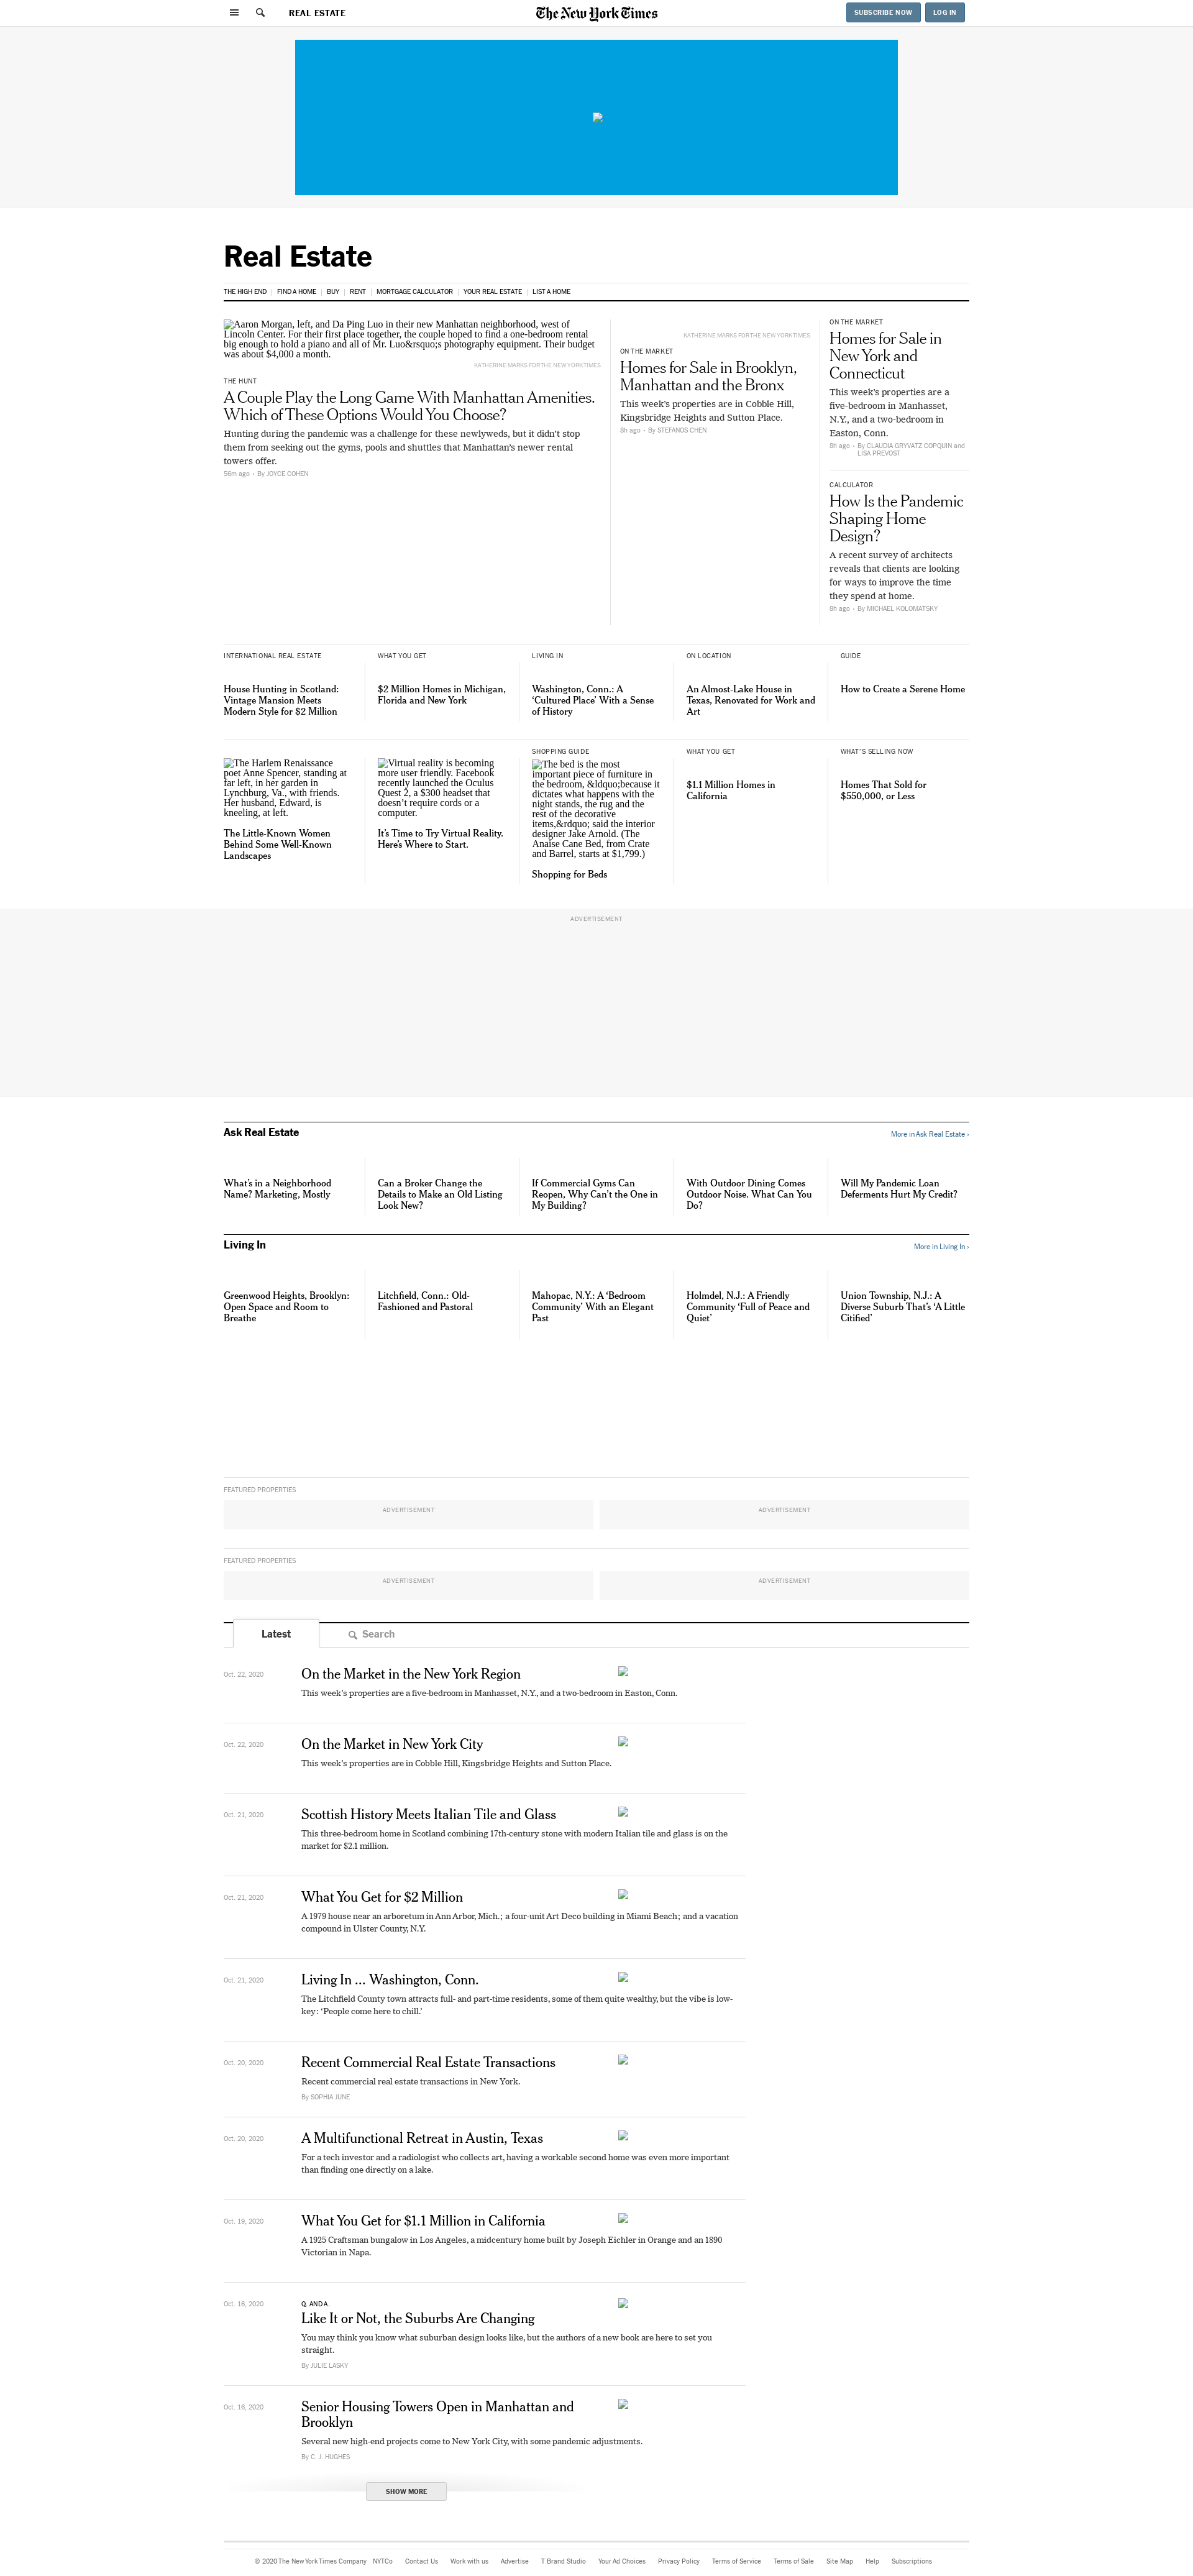 REAL ESTATE
The New York Times
SUBSCRIBE NOW
LOG IN
Real Estate
THE HIGH END
FIND A HOME
BUY
RENT
MORTGAGE CALCULATOR
YOUR REAL ESTATE
LIST A HOME
Aaron Morgan, left, and Da Ping Luo in their new Manhattan neighborhood, west of
Lincoln Center. For their first place together, the couple hoped to find a one-bedroom rental
big enough to hold a piano and all of Mr. Luo&rsquo;s photography equipment. Their budget
was about $4,000 a month.
KATHERINE MARKS FOR THE NEW YORK TIMES
THE HUNT
A Couple Play the Long Game With Manhattan Amenities.
Which of These Options Would You Choose?
Hunting during the pandemic was a challenge for these newlyweds, but it didn't stop
them from seeking out the gyms, pools and shuttles that Manhattan's newer rental
towers offer.
56m ago • By JOYCE COHEN
KATHERINE MARKS FOR THE NEW YORK TIMES
ON THE MARKET
Homes for Sale in Brooklyn,
Manhattan and the Bronx
This week's properties are in Cobble Hill,
Kingsbridge Heights and Sutton Place.
8h ago • By STEFANOS CHEN
ON THE MARKET
Homes for Sale in
New York and
Connecticut
This week's properties are a
five-bedroom in Manhasset,
N.Y., and a two-bedroom in
Easton, Conn.
8h ago • By CLAUDIA GRYVATZ COPQUIN and
LISA PREVOST
CALCULATOR
How Is the Pandemic
Shaping Home
Design?
A recent survey of architects
reveals that clients are looking
for ways to improve the time
they spend at home.
8h ago • By MICHAEL KOLOMATSKY
INTERNATIONAL REAL ESTATE
House Hunting in Scotland:
Vintage Mansion Meets
Modern Style for $2 Million
WHAT YOU GET
$2 Million Homes in Michigan,
Florida and New York
LIVING IN
Washington, Conn.: A
‘Cultured Place’ With a Sense
of History
ON LOCATION
An Almost-Lake House in
Texas, Renovated for Work and
Art
GUIDE
How to Create a Serene Home
The Harlem Renaissance
poet Anne Spencer, standing at
far left, in her garden in
Lynchburg, Va., with friends.
Her husband, Edward, is
kneeling, at left.
The Little-Known Women
Behind Some Well-Known
Landscapes
Virtual reality is becoming
more user friendly. Facebook
recently launched the Oculus
Quest 2, a $300 headset that
doesn’t require cords or a
computer.
It’s Time to Try Virtual Reality.
Here’s Where to Start.
SHOPPING GUIDE
The bed is the most
important piece of furniture in
the bedroom, &ldquo;because it
dictates what happens with the
night stands, the rug and the
rest of the decorative
items,&rdquo; said the interior
designer Jake Arnold. (The
Anaise Cane Bed, from Crate
and Barrel, starts at $1,799.)
Shopping for Beds
WHAT YOU GET
$1.1 Million Homes in
California
WHAT’S SELLING NOW
Homes That Sold for
$550,000, or Less
ADVERTISEMENT
Ask Real Estate
More in Ask Real Estate ›
What’s in a Neighborhood
Name? Marketing, Mostly
Can a Broker Change the
Details to Make an Old Listing
Look New?
If Commercial Gyms Can
Reopen, Why Can’t the One in
My Building?
With Outdoor Dining Comes
Outdoor Noise. What Can You
Do?
Will My Pandemic Loan
Deferments Hurt My Credit?
Living In
More in Living In ›
Greenwood Heights, Brooklyn:
Open Space and Room to
Breathe
Litchfield, Conn.: Old-
Fashioned and Pastoral
Mahopac, N.Y.: A ‘Bedroom
Community’ With an Elegant
Past
Holmdel, N.J.: A Friendly
Community ‘Full of Peace and
Quiet’
Union Township, N.J.: A
Diverse Suburb That’s ‘A Little
Citified’
FEATURED PROPERTIES
ADVERTISEMENT
ADVERTISEMENT
FEATURED PROPERTIES
ADVERTISEMENT
ADVERTISEMENT
Latest
Search
Oct. 22, 2020
On the Market in the New York Region
This week’s properties are a five-bedroom in Manhasset, N.Y., and a two-bedroom in Easton, Conn.
Oct. 22, 2020
On the Market in New York City
This week’s properties are in Cobble Hill, Kingsbridge Heights and Sutton Place.
Oct. 21, 2020
Scottish History Meets Italian Tile and Glass
This three-bedroom home in Scotland combining 17th-century stone with modern Italian tile and glass is on the
market for $2.1 million.
Oct. 21, 2020
What You Get for $2 Million
A 1979 house near an arboretum in Ann Arbor, Mich.; a four-unit Art Deco building in Miami Beach; and a vacation
compound in Ulster County, N.Y.
Oct. 21, 2020
Living In ... Washington, Conn.
The Litchfield County town attracts full- and part-time residents, some of them quite wealthy, but the vibe is low-
key: ‘People come here to chill.’
Oct. 20, 2020
Recent Commercial Real Estate Transactions
Recent commercial real estate transactions in New York.
By SOPHIA JUNE
Oct. 20, 2020
A Multifunctional Retreat in Austin, Texas
For a tech investor and a radiologist who collects art, having a workable second home was even more important
than finding one directly on a lake.
Oct. 19, 2020
What You Get for $1.1 Million in California
A 1925 Craftsman bungalow in Los Angeles, a midcentury home built by Joseph Eichler in Orange and an 1890
Victorian in Napa.
Oct. 16, 2020
Q. AND A.
Like It or Not, the Suburbs Are Changing
You may think you know what suburban design looks like, but the authors of a new book are here to set you
straight.
By JULIE LASKY
Oct. 16, 2020
Senior Housing Towers Open in Manhattan and
Brooklyn
Several new high-end projects come to New York City, with some pandemic adjustments.
By C. J. HUGHES
SHOW MORE
© 2020 The New York Times Company NYTCo Contact Us Work with us Advertise T Brand Studio Your Ad Choices Privacy Policy Terms of Service Terms of Sale Site Map Help Subscriptions